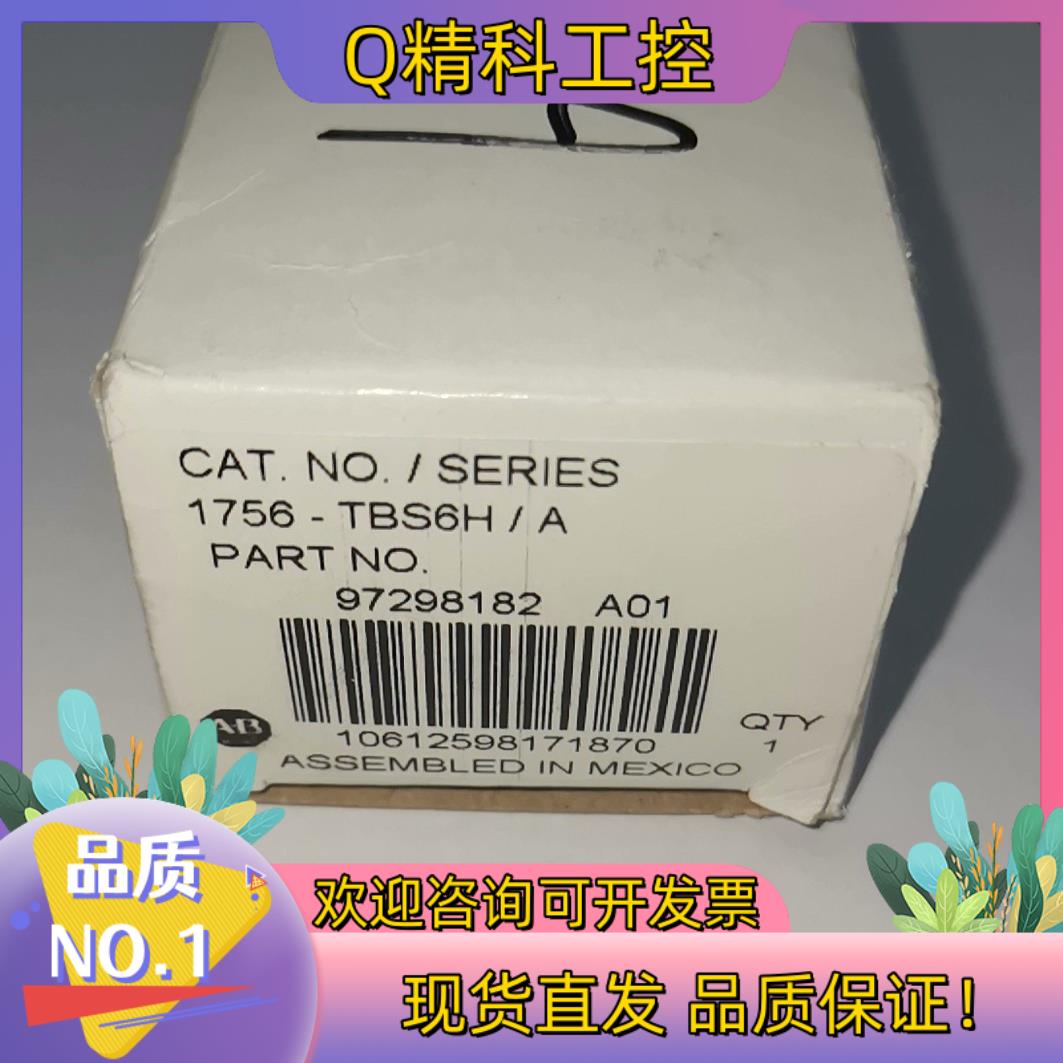 Q精科工控
CAT. NO. / SERIES
1756 - TBS6H / A
PART NO.
97298182 A01
10612598171870
QTY
1
AB
ASSEMBLED IN MEXICO
品质
NO.1
欢迎咨询可开发票
现货直发 品质保证!